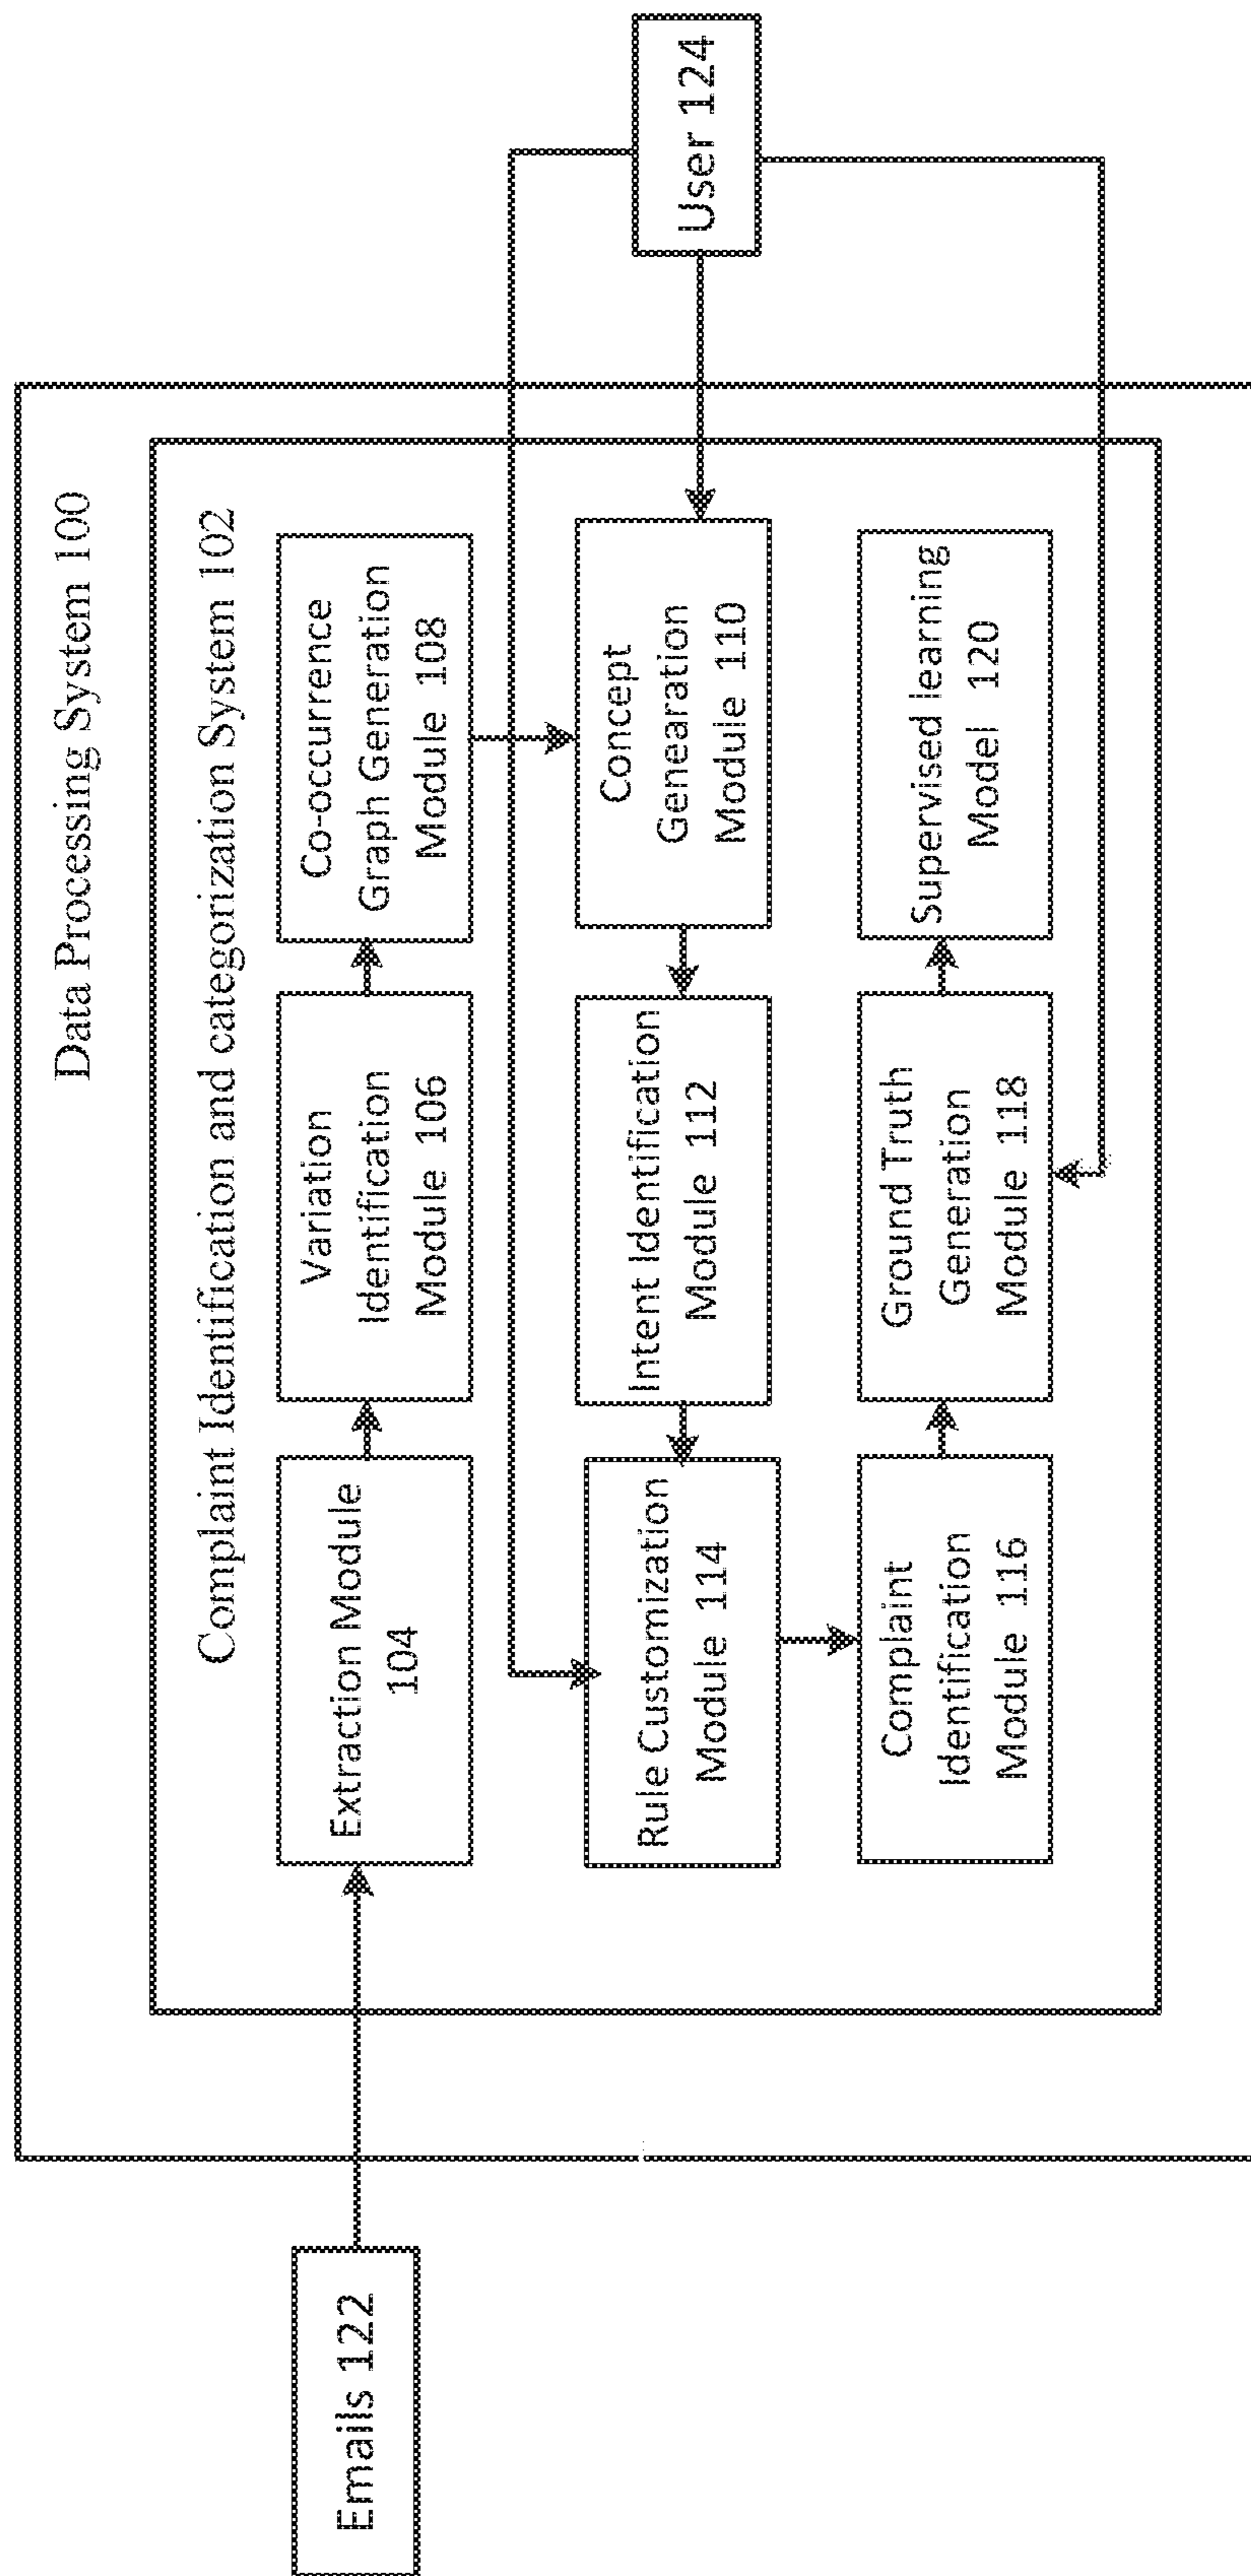 Data Processing System 100
Complaint Identification and categorization System 102
Emails 122
Extraction Module
104
Variation
Identification
Module 106
Co-occurrence
Graph Generation
Module 108
User 124
Rule Customization
Module 114
Intent Identification
Module 112
Concept
Genearation
Module 110
Complaint
Identification
Module 116
Ground Truth
Generation
Module 118
Supervised learning
Model 120